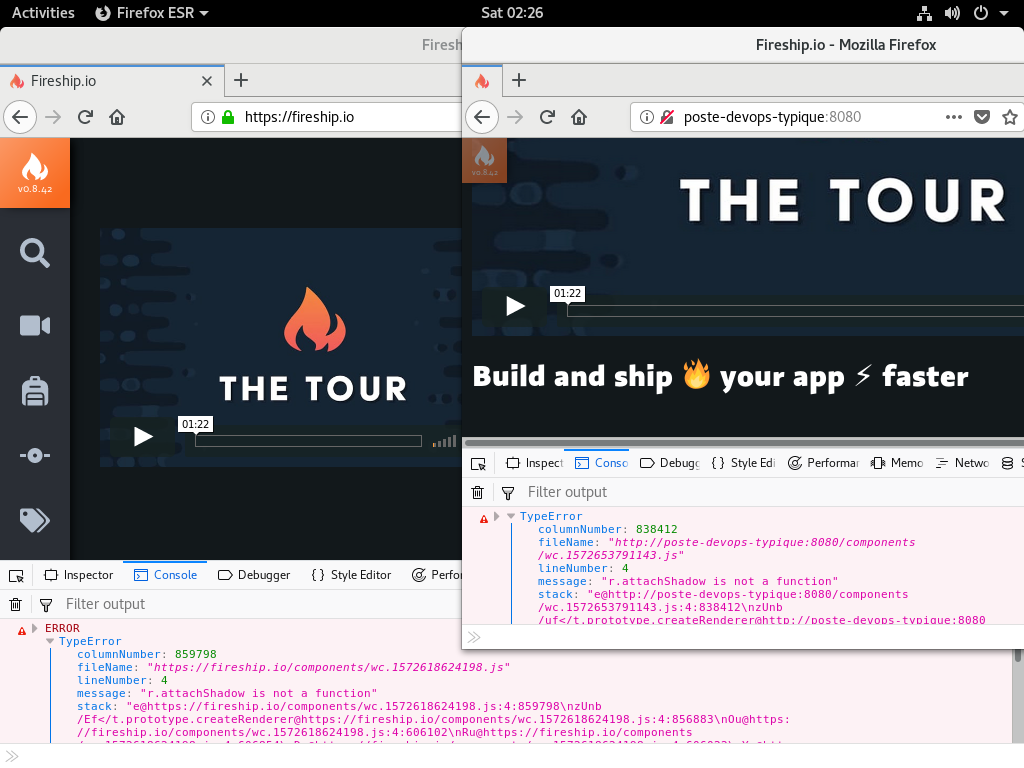 Activities Firefox ESR Sat 02:26
Fireship.io - Mozilla Firefox
Fireship.io
https://fireship.io
v0.8.42
THE TOUR
01:22
Inspector Console Debugger { } Style Editor
Filter output
ERROR
TypeError
columnNumber: 859798
fileName: "https://fireship.io/components/wc.1572618624198.js"
lineNumber: 4
message: "r.attachShadow is not a function"
stack: "e@https://fireship.io/components/wc.1572618624198.js:4:859798\nzUnb
/Ef</t.prototype.createRenderer@https://fireship.io/components/wc.1572618624198.js:4:856883\nOu@https:
//fireship.io/components/wc.1572618624198.js:4:606102\nRu@https://fireship.io/components
poste-devops-typique:8080
v0.8.42
THE TOUR
01:22
Build and ship 🔥 your app ⚡ faster
Inspect Conso Debugg { } Style Edi Performa Memo Netwo
Filter output
TypeError
columnNumber: 838412
fileName: "http://poste-devops-typique:8080/components
/wc.1572653791143.js"
lineNumber: 4
message: "r.attachShadow is not a function"
stack: "e@http://poste-devops-typique:8080/components
/wc.1572653791143.js:4:838412\nzUnb
/uf</t.prototype.createRenderer@http://poste-devops-typique:8080